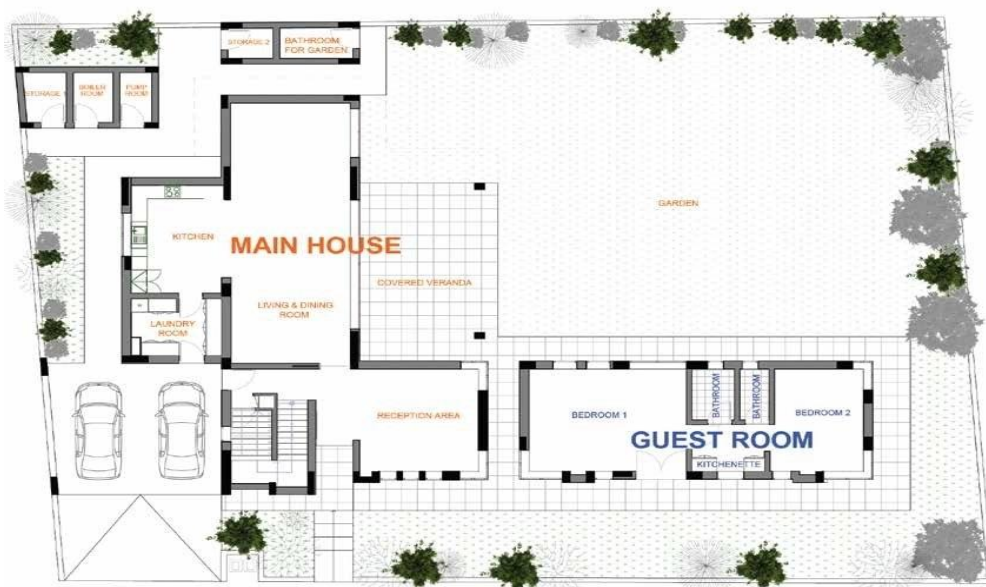 STORAGE 2
BATHROOM
FOR GARDEN
STORAGE 1
BOILER
ROOM
PUMP
ROOM
GARDEN
KITCHEN
MAIN HOUSE
COVERED VERANDA
LIVING & DINING
ROOM
LAUNDRY
ROOM
RECEPTION AREA
BEDROOM 1
BATHROOM
BATHROOM
BEDROOM 2
GUEST ROOM
KITCHENETTE